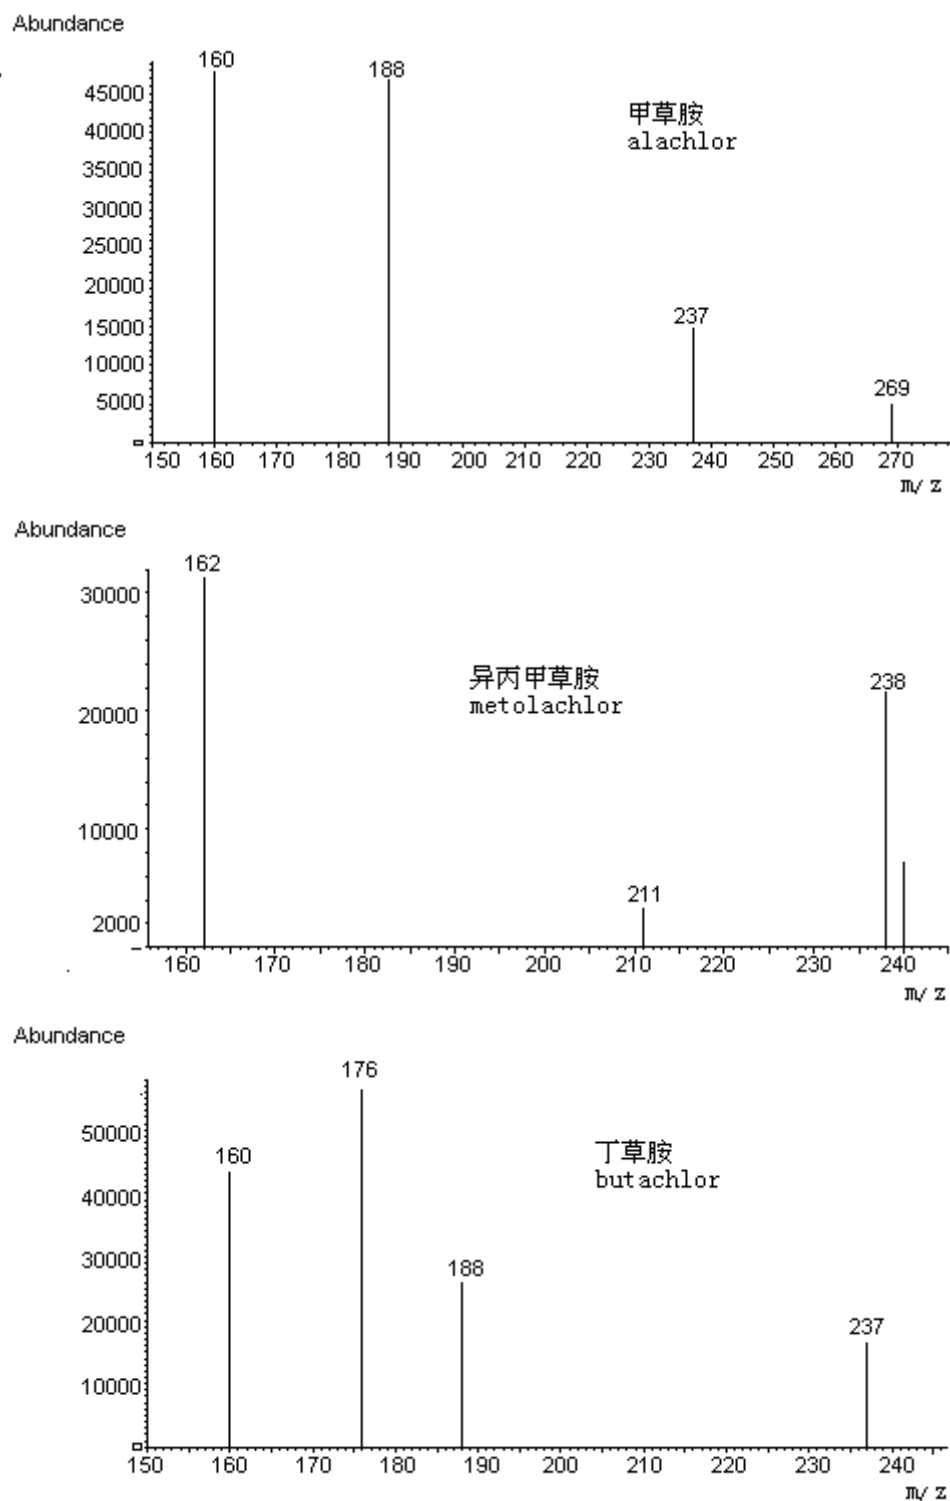 Abundance
160
188
45000
甲草胺
40000
alachlor
35000
30000
25000
20000
237
15000
10000
269
5000
150 160 170 180 190 200 210 220 230 240 250 260 270
m/z
Abundance
162
30000
异丙甲草胺
238
metolachlor
20000
10000
211
2000
160 170 180 190 200 210 220 230 240
m/z
Abundance
176
50000
丁草胺
160
butachlor
40000
30000
188
20000
237
10000
150 160 170 180 190 200 210 220 230 240
m/z